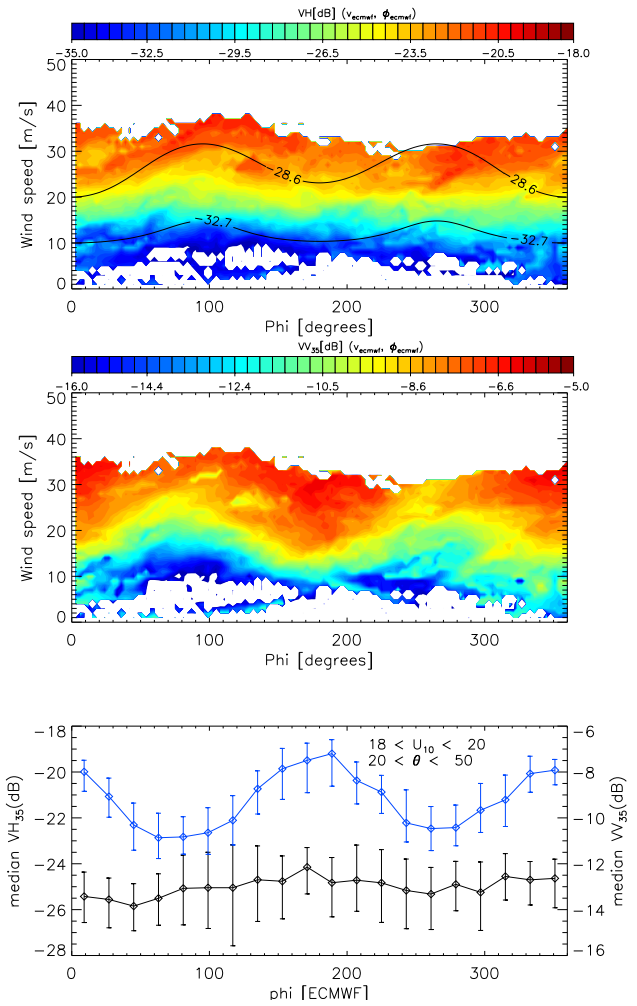 VH[dB] (v_ecmwf, ϕ_ecmwf)
-35.0 -32.5 -29.5 -26.5 -23.5 -20.5 -18.0
50
40
30
20
10
0
Wind speed [m/s]
-28.6
-28.6
-32.7
-32.7
0 100 200 300
Phi [degrees]
VV_35[dB] (v_ecmwf, ϕ_ecmwf)
-16.0 -14.4 -12.4 -10.5 -8.6 -6.6 -5.0
50
40
30
20
10
0
Wind speed [m/s]
0 100 200 300
Phi [degrees]
-18
-20
-22
-24
-26
-28
median VH_35(dB)
18 < U_10 < 20
20 < θ < 50
-6
-8
-10
-12
-14
-16
median VV_35(dB)
0 100 200 300
phi [ECMWF]